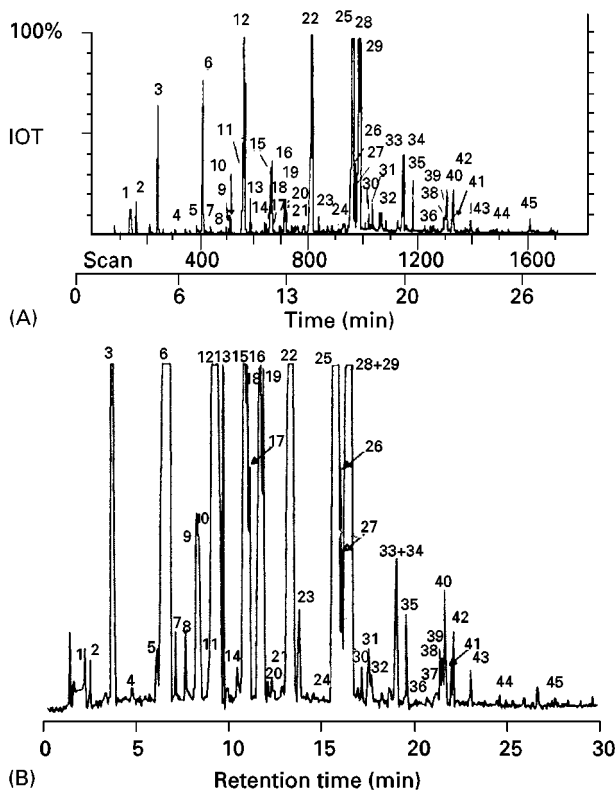 100%
IOT
1 2 3 4 5 6 7 8 9 10 11 12 13 14 15 16 17 18 19 20 21 22 23 24 25 26 27 28 29 30 31 32 33 34 35 36 38 39 40 41 42 43 44 45
Scan 400 800 1200 1600
0 6 13 20 26
(A) Time (min)
1 2 3 4 5 6 7 8 9 10 11 12 13 14 15 16 17 18 19 20 21 22 23 24 25 26 27 28+29 30 31 32 33+34 35 36 37 38 39 40 41 42 43 44 45
0 5 10 15 20 25 30
(B) Retention time (min)